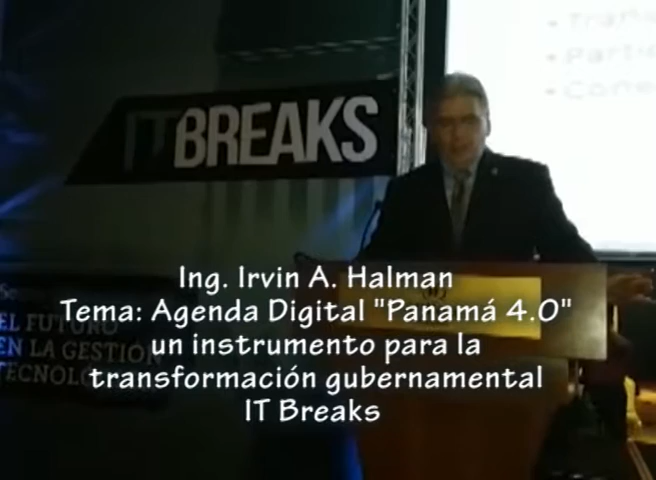 IT BREAKS
Ing. Irvin A. Halman
Tema: Agenda Digital "Panamá 4.0"
un instrumento para la
transformación gubernamental
IT Breaks
EL FUTURO
EN LA GESTIÓN